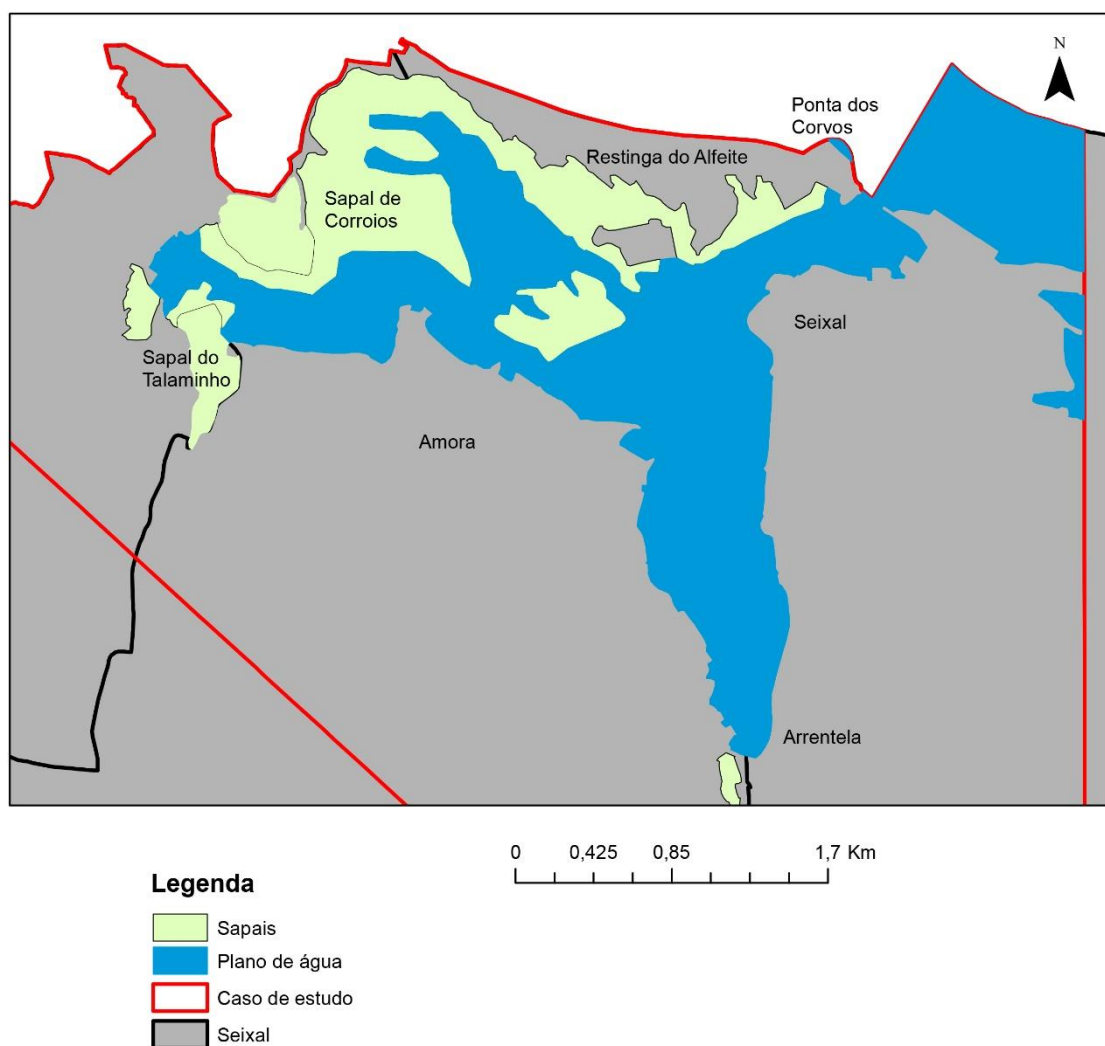 N
Ponta dos
Corvos
Restinga do Alfeite
Sapal de
Corroios
Seixal
Sapal do
Talaminho
Amora
Arrentela
0 0,425 0,85 1,7 Km
Legenda
Sapais
Plano de água
Caso de estudo
Seixal